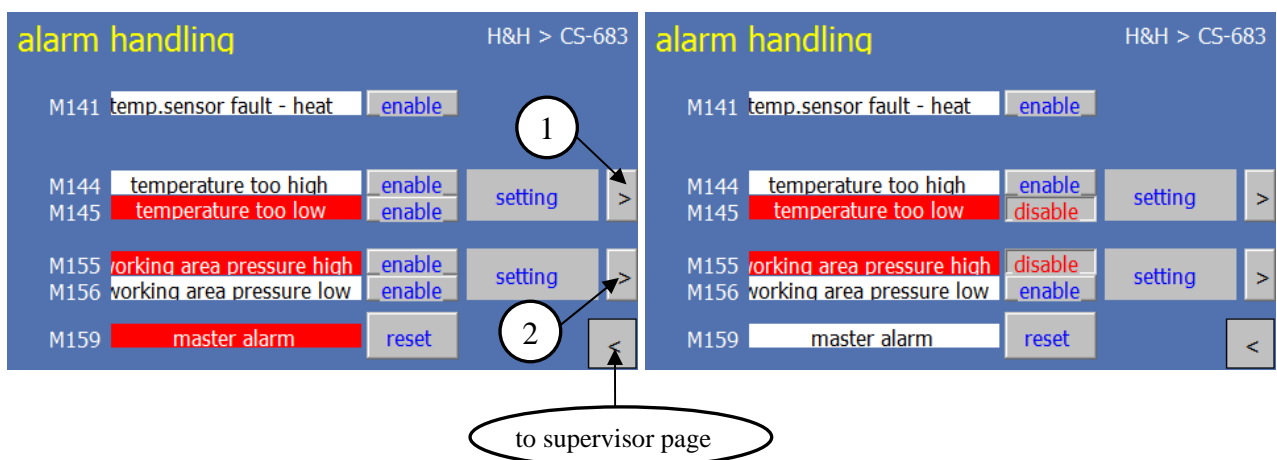 alarm handling
H&H > CS-683
M141 temp.sensor fault - heat enable
1
M144 temperature too high enable
M145 temperature too low enable
setting >
M155 working area pressure high enable
M156 working area pressure low enable
setting >
2
M159 master alarm reset
<
alarm handling
H&H > CS-683
M141 temp.sensor fault - heat enable
M144 temperature too high enable
M145 temperature too low disable
setting >
M155 working area pressure high disable
M156 working area pressure low enable
setting >
M159 master alarm reset
<
to supervisor page